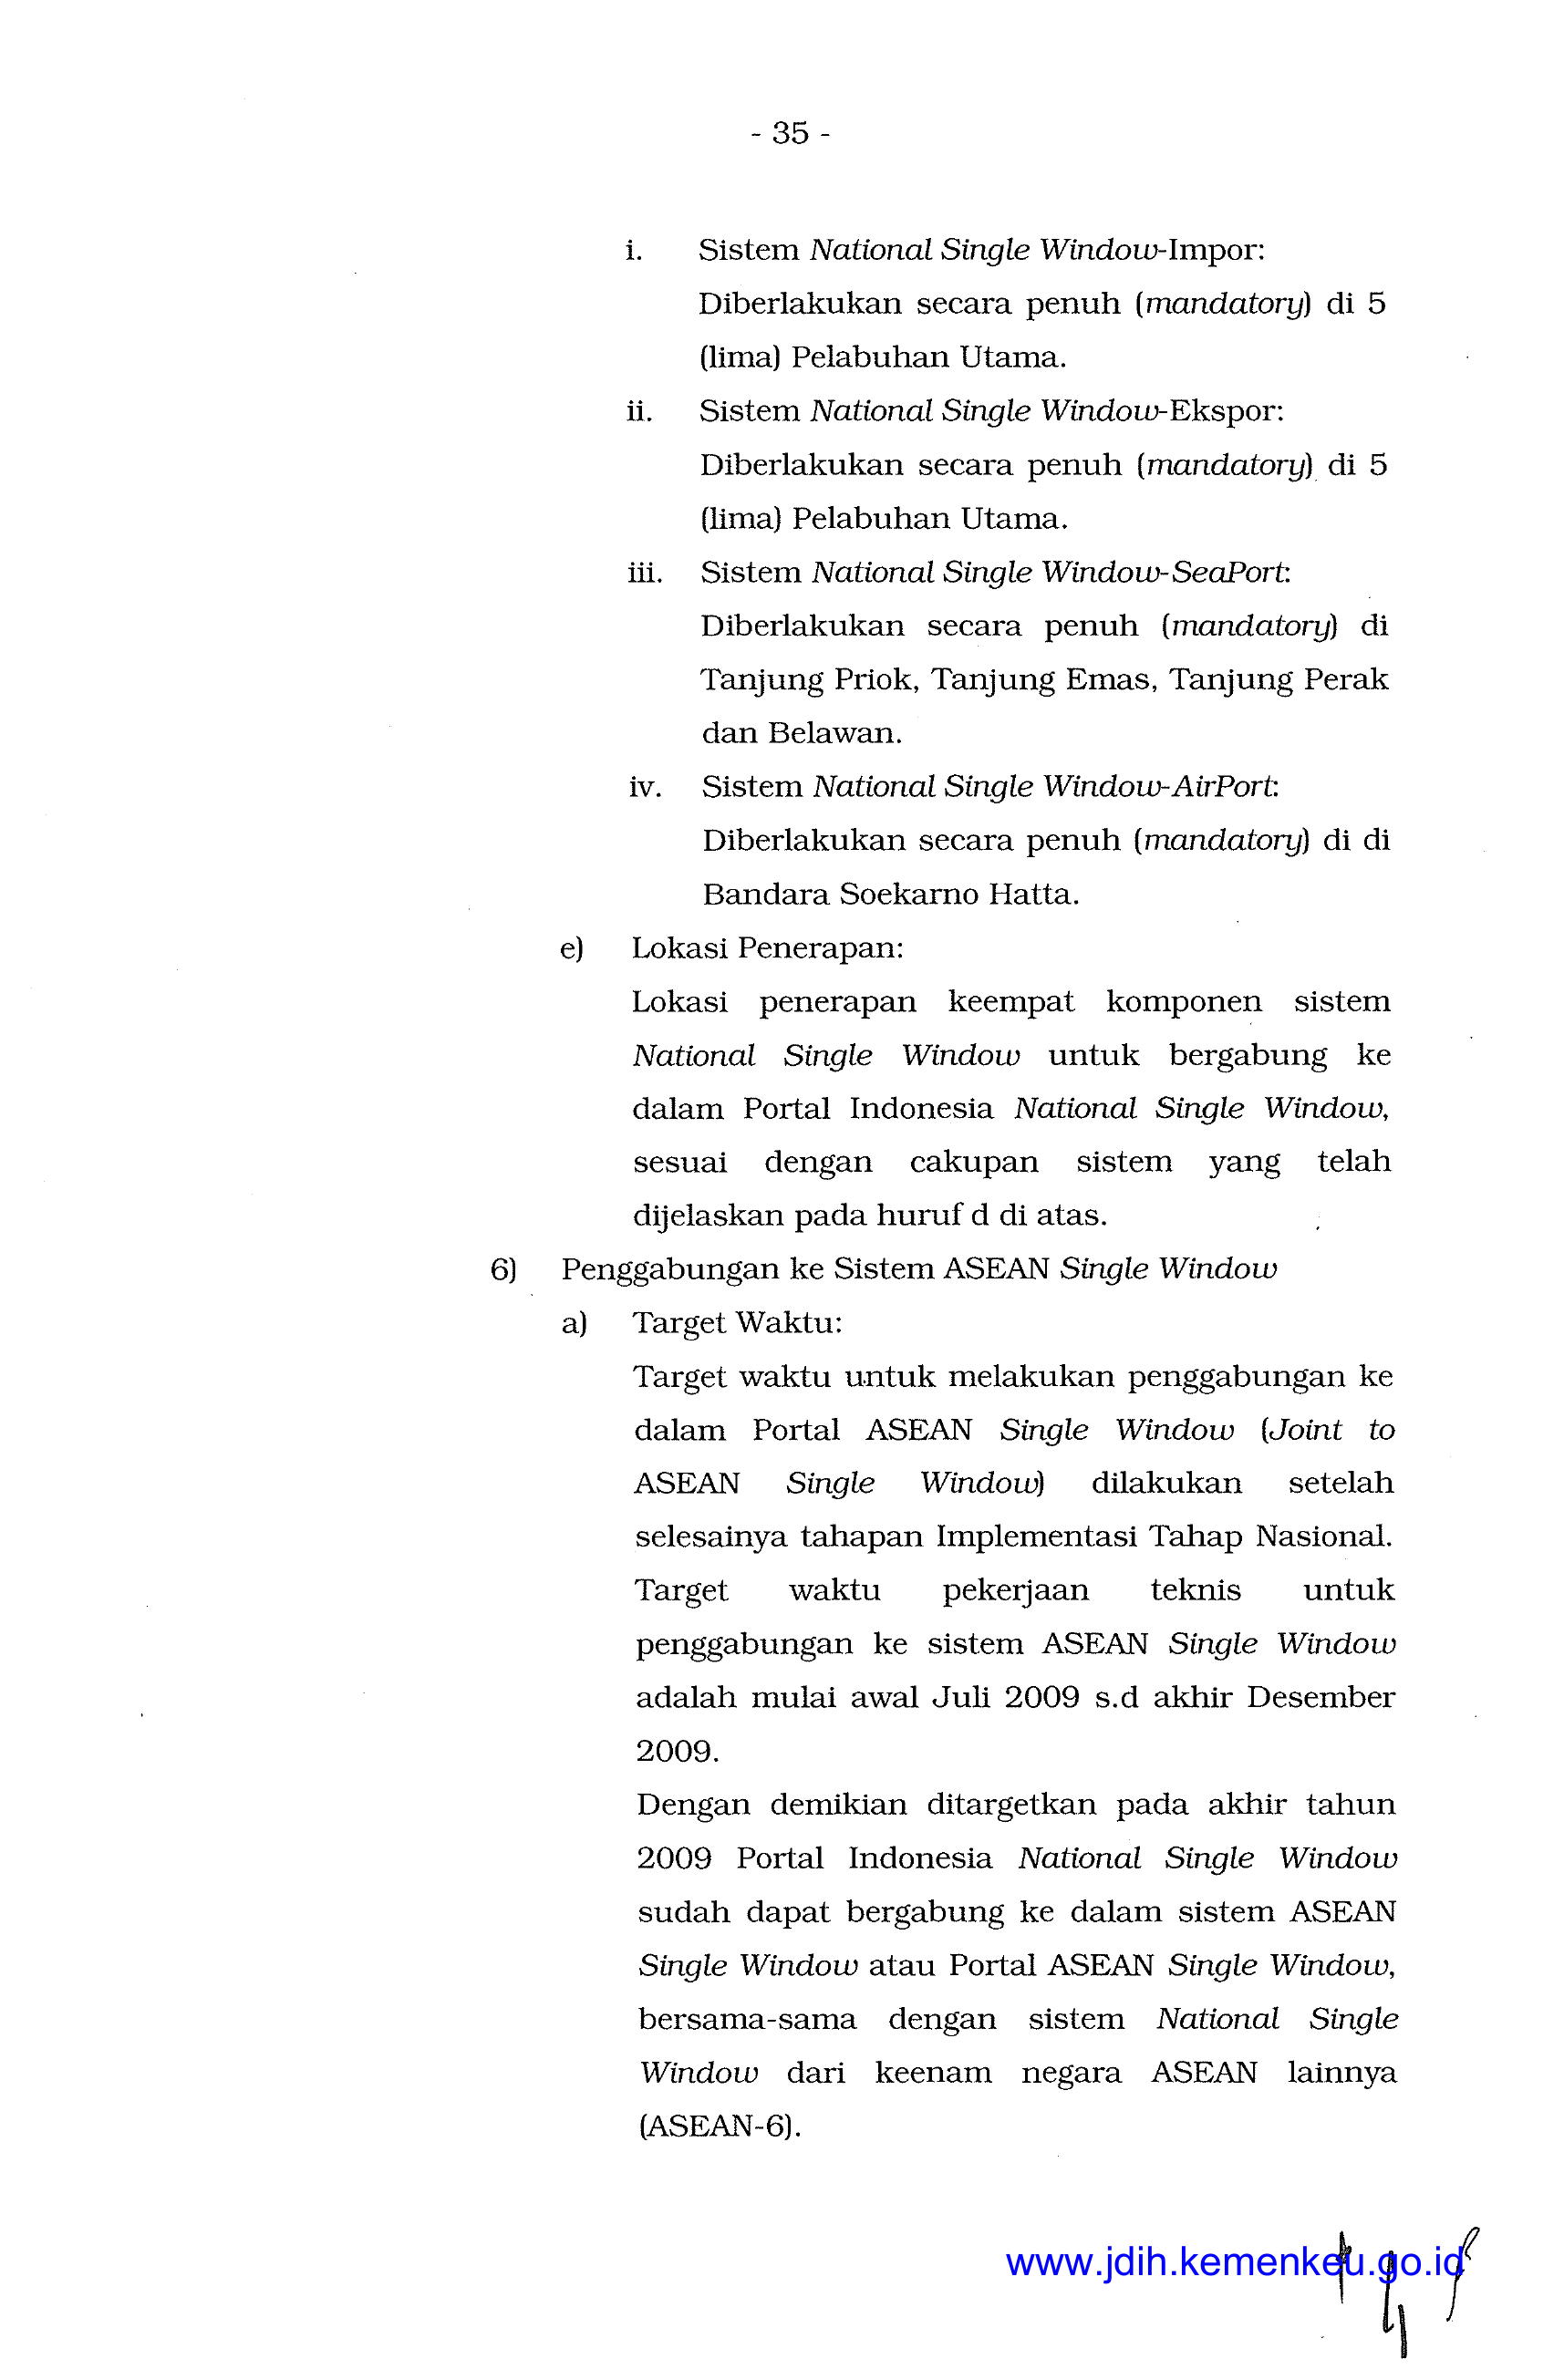 - 35 -
i. Sistem National Single Window-Impor:
Diberlakukan secara penuh (mandatory) di 5
(lima) Pelabuhan Utama.
ii. Sistem National Single Window-Ekspor:
Diberlakukan secara penuh (mandatory) di 5
(lima) Pelabuhan Utama.
iii. Sistem National Single Window-SeaPort:
Diberlakukan secara penuh (mandatory) di
Tanjung Priok, Tanjung Emas, Tanjung Perak
dan Belawan.
iv. Sistem National Single Window-AirPort:
Diberlakukan secara penuh (mandatory) di di
Bandara Soekarno Hatta.
e) Lokasi Penerapan:
Lokasi penerapan keempat komponen sistem
National Single Window untuk bergabung ke
dalam Portal Indonesia National Single Window,
sesuai dengan cakupan sistem yang telah
dijelaskan pada huruf d di atas.
6) Penggabungan ke Sistem ASEAN Single Window
a) Target Waktu:
Target waktu untuk melakukan penggabungan ke
dalam Portal ASEAN Single Window (Joint to
ASEAN Single Window) dilakukan setelah
selesainya tahapan Implementasi Tahap Nasional.
Target waktu pekerjaan teknis untuk
penggabungan ke sistem ASEAN Single Window
adalah mulai awal Juli 2009 s.d akhir Desember
2009.
Dengan demikian ditargetkan pada akhir tahun
2009 Portal Indonesia National Single Window
sudah dapat bergabung ke dalam sistem ASEAN
Single Window atau Portal ASEAN Single Window,
bersama-sama dengan sistem National Single
Window dari keenam negara ASEAN lainnya
(ASEAN-6).
www.jdih.kemenkeu.go.id